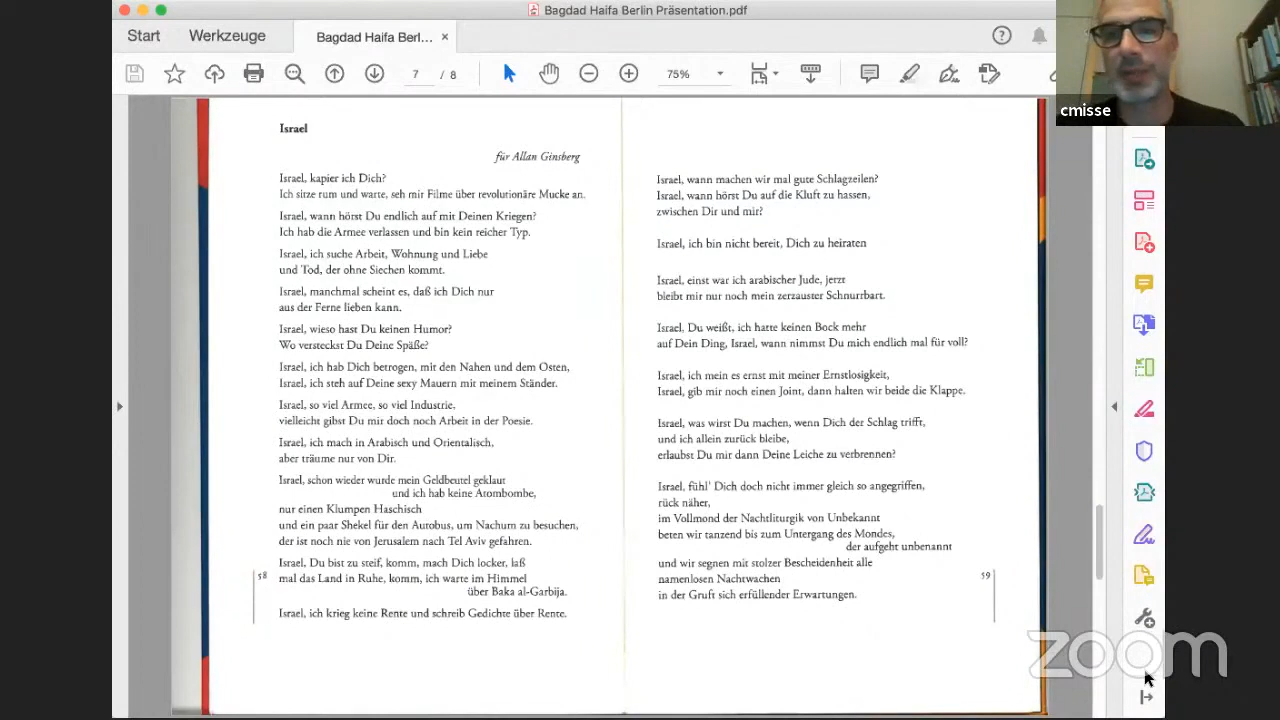 Bagdad Haifa Berlin Präsentation.pdf
Start
Werkzeuge
Bagdad Haifa Berl...
7 / 8
75%
cmisse
Israel
für Allan Ginsberg
Israel, kapier ich Dich?
Ich sitze rum und warte, seh mir Filme über revolutionäre Mucke an.
Israel, wann hörst Du endlich auf mit Deinen Kriegen?
Ich hab die Armee verlassen und bin kein reicher Typ.
Israel, ich suche Arbeit, Wohnung und Liebe
und Tod, der ohne Siechen kommt.
Israel, manchmal scheint es, daß ich Dich nur
aus der Ferne lieben kann.
Israel, wieso hast Du keinen Humor?
Wo versteckst Du Deine Späße?
Israel, ich hab Dich betrogen, mit den Nahen und dem Osten,
Israel, ich steh auf Deine sexy Mauern mit meinem Ständer.
Israel, so viel Armee, so viel Industrie,
vielleicht gibst Du mir doch noch Arbeit in der Poesie.
Israel, ich mach in Arabisch und Orientalisch,
aber träume nur von Dir.
Israel, schon wieder wurde mein Geldbeutel geklaut
und ich hab keine Atombombe,
nur einen Klumpen Haschisch
und ein paar Shekel für den Autobus, um Nachum zu besuchen,
der ist noch nie von Jerusalem nach Tel Aviv gefahren.
Israel, Du bist zu steif, komm, mach Dich locker, laß
mal das Land in Ruhe, komm, ich warte im Himmel
über Baka al-Garbija.
Israel, ich krieg keine Rente und schreib Gedichte über Rente.
58
Israel, wann machen wir mal gute Schlagzeilen?
Israel, wann hörst Du auf die Kluft zu hassen,
zwischen Dir und mir?
Israel, ich bin nicht bereit, Dich zu heiraten
Israel, einst war ich arabischer Jude, jetzt
bleibt mir nur noch mein zerzauster Schnurrbart.
Israel, Du weißt, ich hatte keinen Bock mehr
auf Dein Ding, Israel, wann nimmst Du mich endlich mal für voll?
Israel, ich mein es ernst mit meiner Ernstlosigkeit,
Israel, gib mir noch einen Joint, dann halten wir beide die Klappe.
Israel, was wirst Du machen, wenn Dich der Schlag trifft,
und ich allein zurück bleibe,
erlaubst Du mir dann Deine Leiche zu verbrennen?
Israel, fühl' Dich doch nicht immer gleich so angegriffen,
rück näher,
im Vollmond der Nachtliturgik von Unbekannt
beten wir tanzend bis zum Untergang des Mondes,
der aufgeht unbenannt
und wir segnen mit stolzer Bescheidenheit alle
namenlosen Nachtwachen
in der Gruft sich erfüllender Erwartungen.
59
zoom